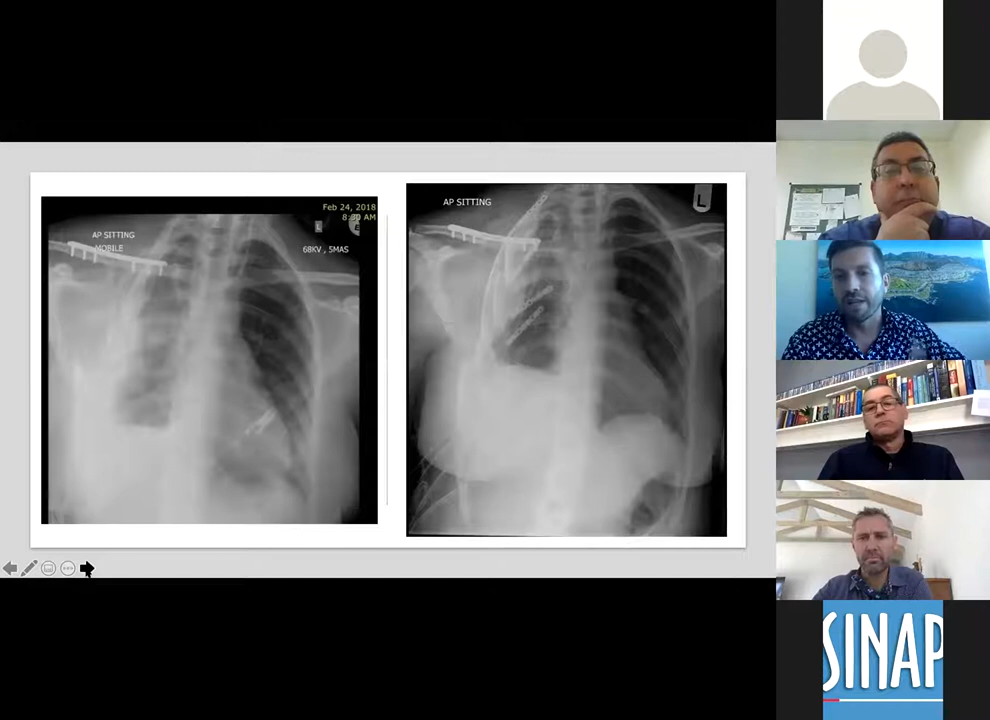 Feb 24, 2018
8:30 AM
AP SITTING
MOBILE
L
68KV , 5MAS
AP SITTING
L
SINAP